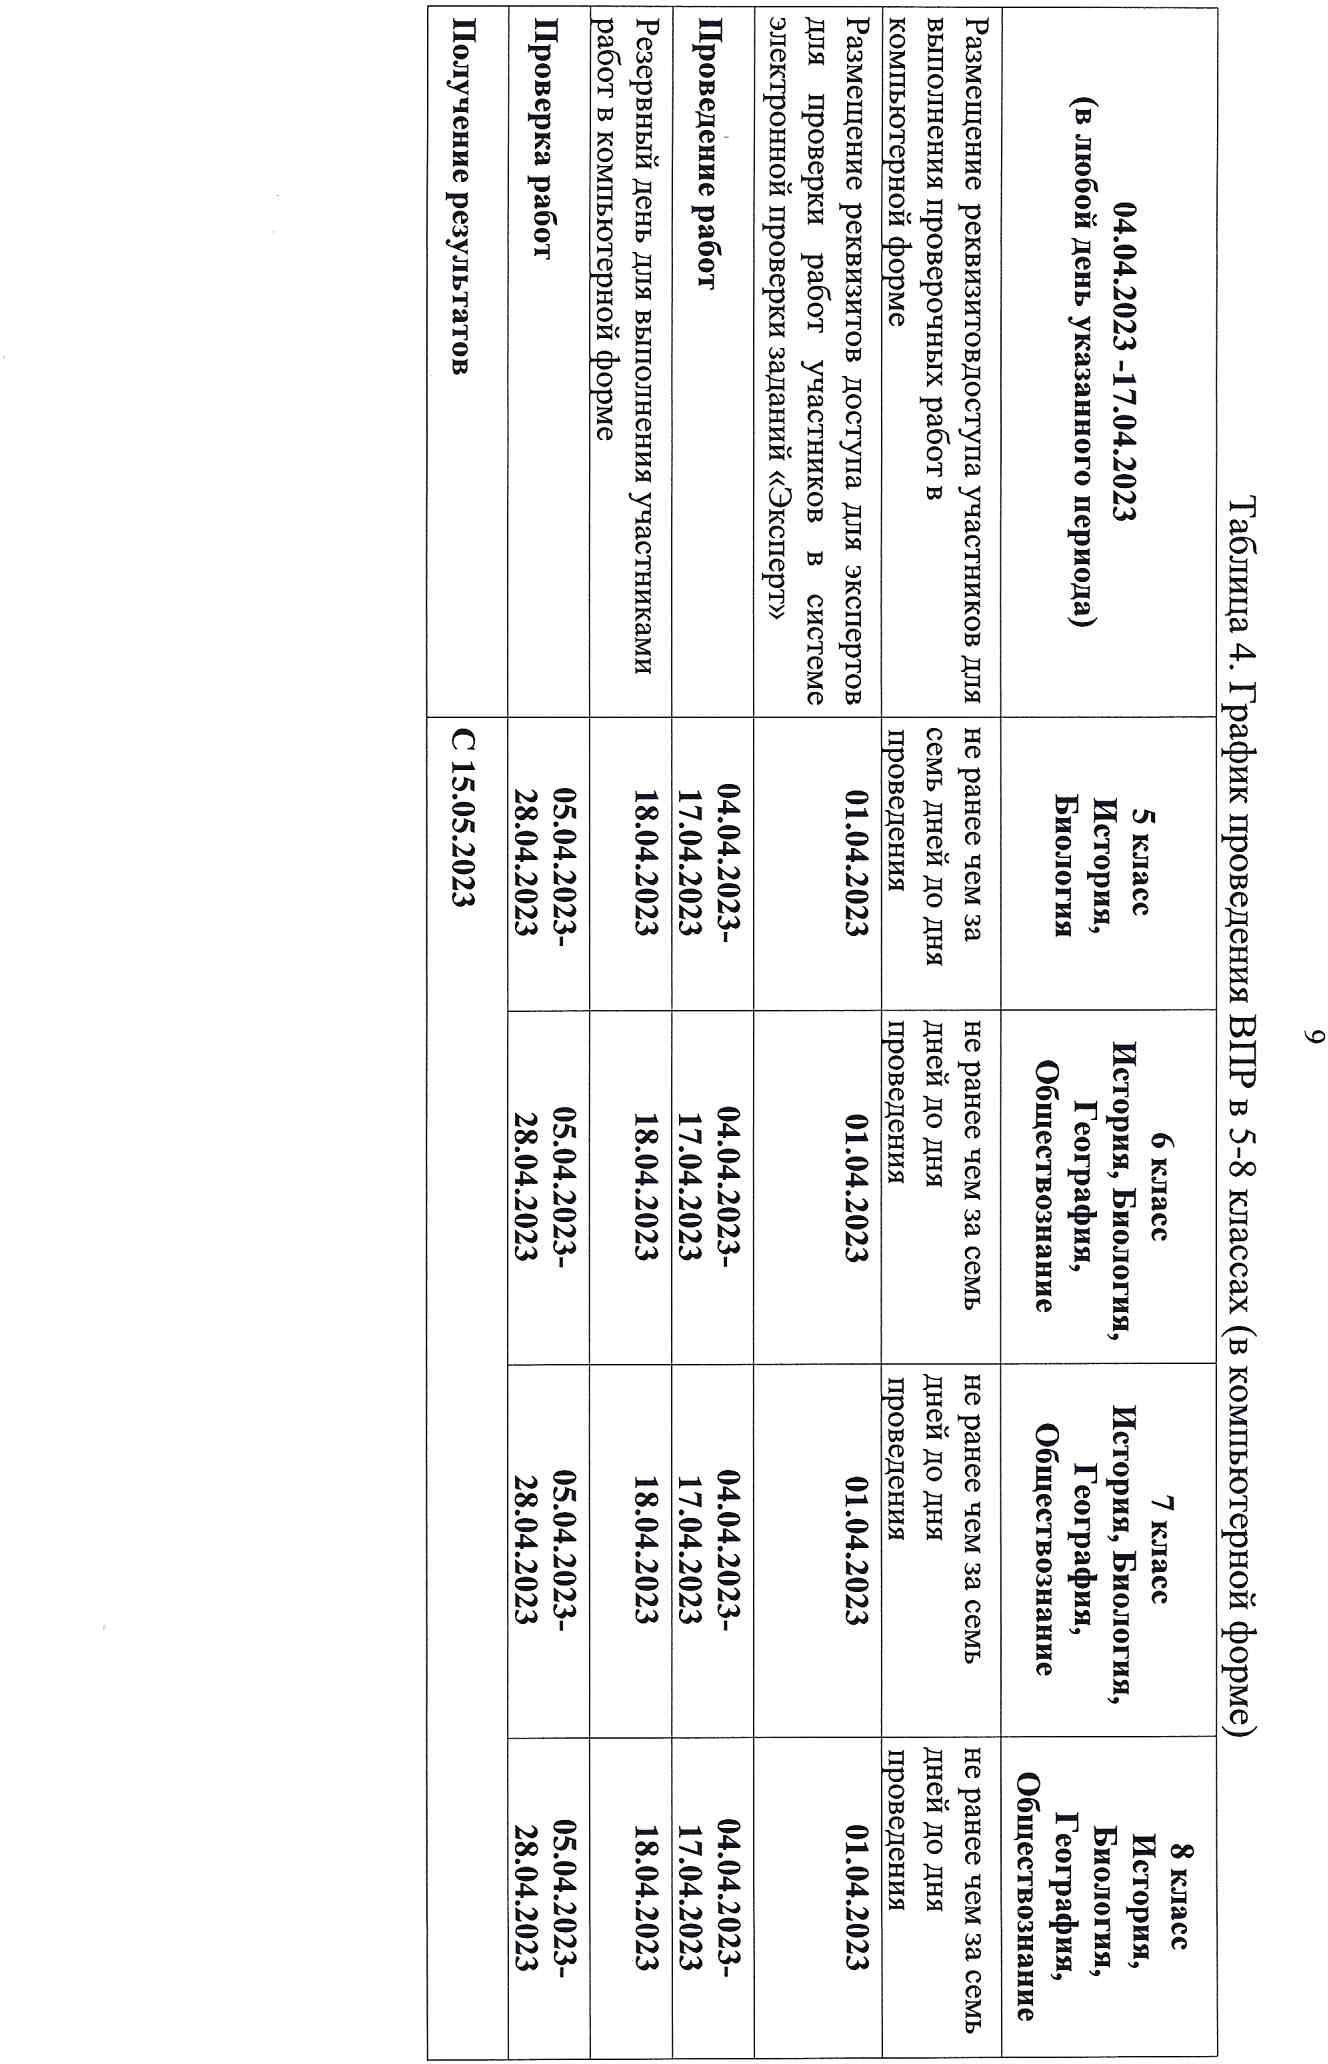 9
Таблица 4. График проведения ВПР в 5-8 классах (в компьютерной форме)
04.04.2023 -17.04.2023
(в любой день указанного периода)
5 класс
История,
Биология
6 класс
История, Биология,
География,
Обществознание
7 класс
История, Биология,
География,
Обществознание
8 класс
История,
Биология,
География,
Обществознание
Размещение реквизитовдоступа участников для
выполнения проверочных работ в
компьютерной форме
не ранее чем за
семь дней до дня
проведения
не ранее чем за семь
дней до дня
проведения
не ранее чем за семь
дней до дня
проведения
не ранее чем за семь
дней до дня
проведения
Размещение реквизитов доступа для экспертов
для проверки работ участников в системе
электронной проверки заданий «Эксперт»
01.04.2023
01.04.2023
01.04.2023
01.04.2023
Проведение работ
04.04.2023-
17.04.2023
04.04.2023-
17.04.2023
04.04.2023-
17.04.2023
04.04.2023-
17.04.2023
Резервный день для выполнения участниками
работ в компьютерной форме
18.04.2023
18.04.2023
18.04.2023
18.04.2023
Проверка работ
05.04.2023-
28.04.2023
05.04.2023-
28.04.2023
05.04.2023-
28.04.2023
05.04.2023-
28.04.2023
Получение результатов
С 15.05.2023